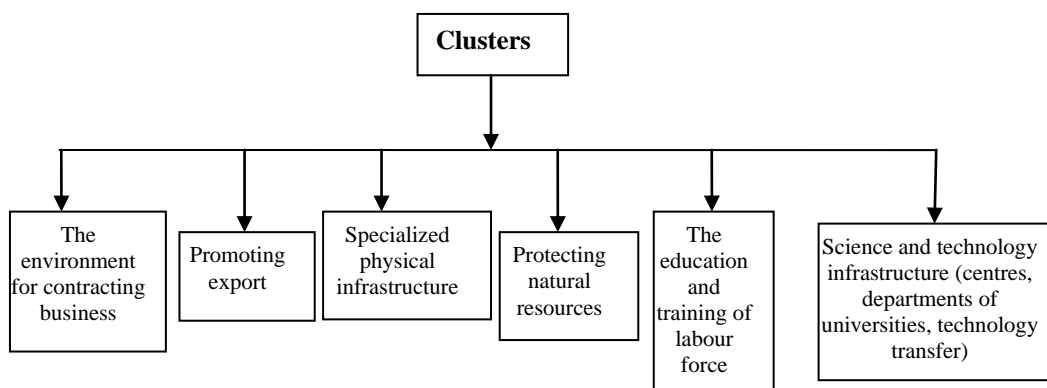 Clusters
The
environment
for contracting
business
Promoting
export
Specialized
physical
infrastructure
Protecting
natural
resources
The
education
and
training of
labour
force
Science and technology
infrastructure (centres,
departments of
universities, technology
transfer)